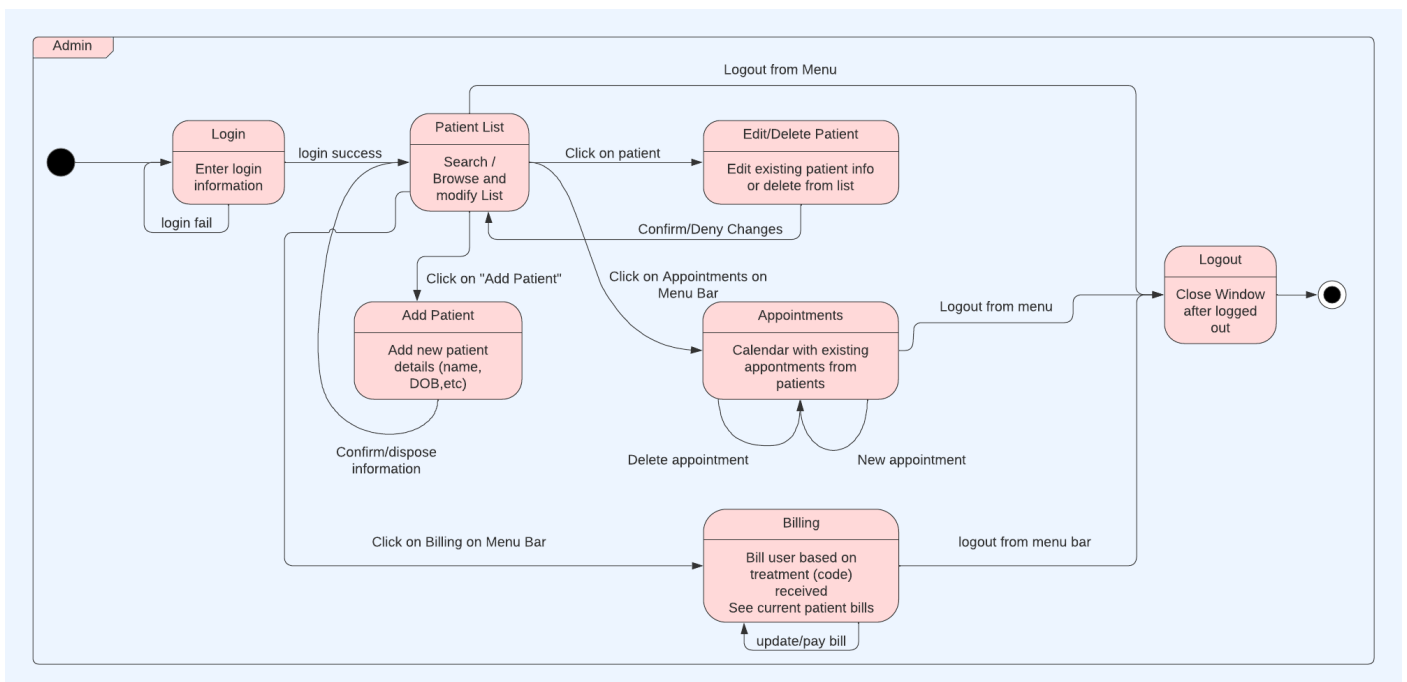 Admin
Logout from Menu
Login
Enter login
information
login success
login fail
Patient List
Search /
Browse and
modify List
Click on patient
Edit/Delete Patient
Edit existing patient info
or delete from list
Confirm/Deny Changes
Click on "Add Patient"
Click on Appointments on
Menu Bar
Add Patient
Add new patient
details (name,
DOB,etc)
Confirm/dispose
information
Appointments
Calendar with existing
appontments from
patients
Logout from menu
Logout
Close Window
after logged
out
Delete appointment
New appointment
Click on Billing on Menu Bar
Billing
Bill user based on
treatment (code)
received
See current patient bills
logout from menu bar
update/pay bill